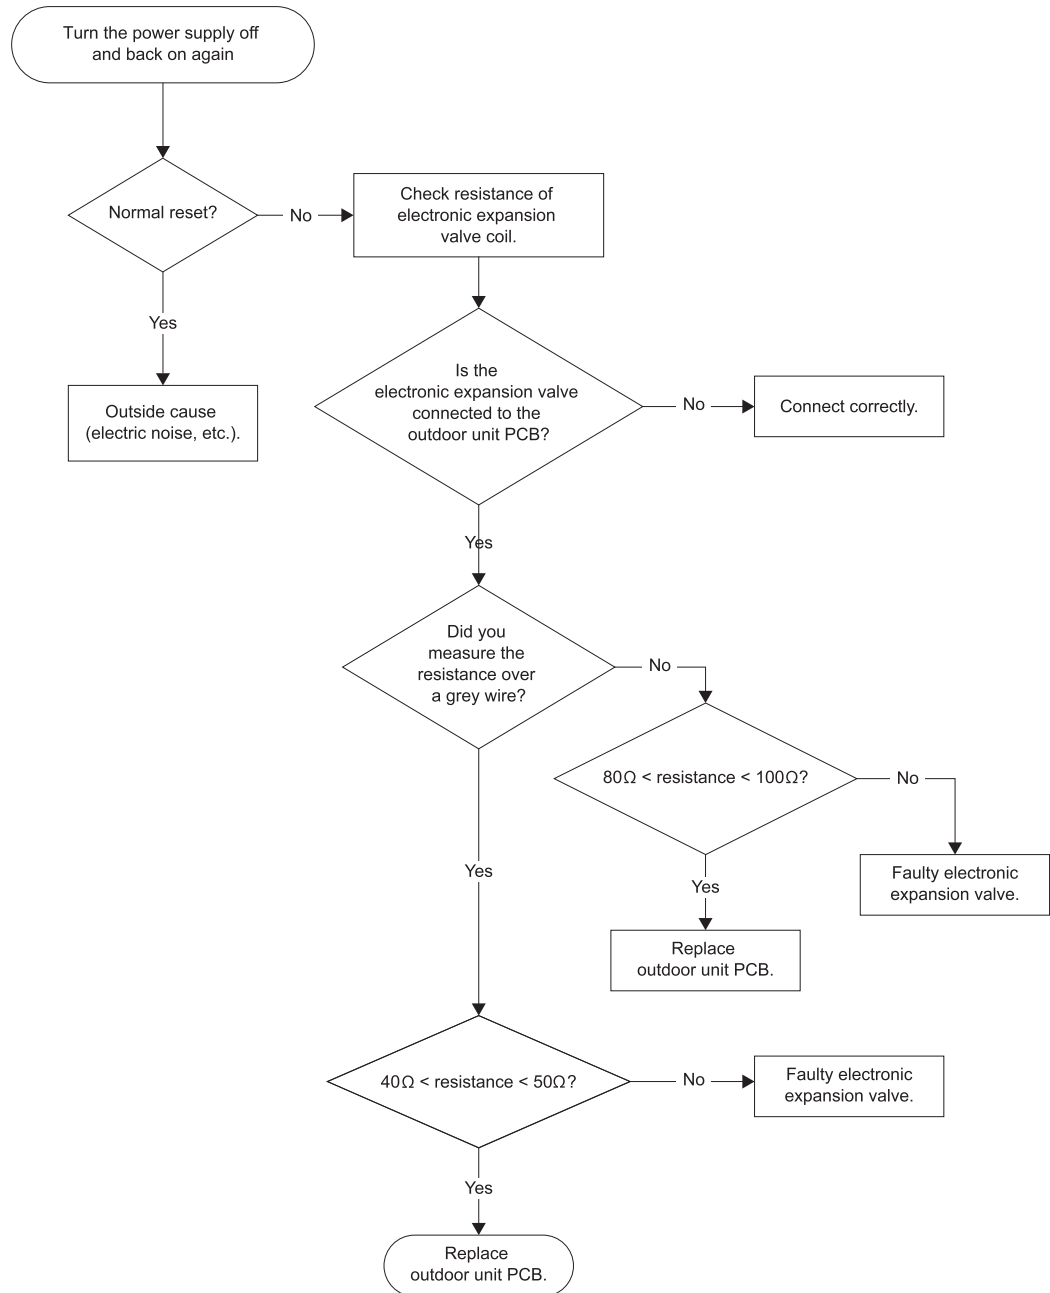 Turn the power supply off
and back on again
Normal reset?
No
Check resistance of
electronic expansion
valve coil.
Yes
Outside cause
(electric noise, etc.).
Is the
electronic expansion valve
connected to the
outdoor unit PCB?
No
Connect correctly.
Yes
Did you
measure the
resistance over
a grey wire?
No
80Ω < resistance < 100Ω?
No
Faulty electronic
expansion valve.
Yes
Replace
outdoor unit PCB.
Yes
40Ω < resistance < 50Ω?
No
Faulty electronic
expansion valve.
Yes
Replace
outdoor unit PCB.